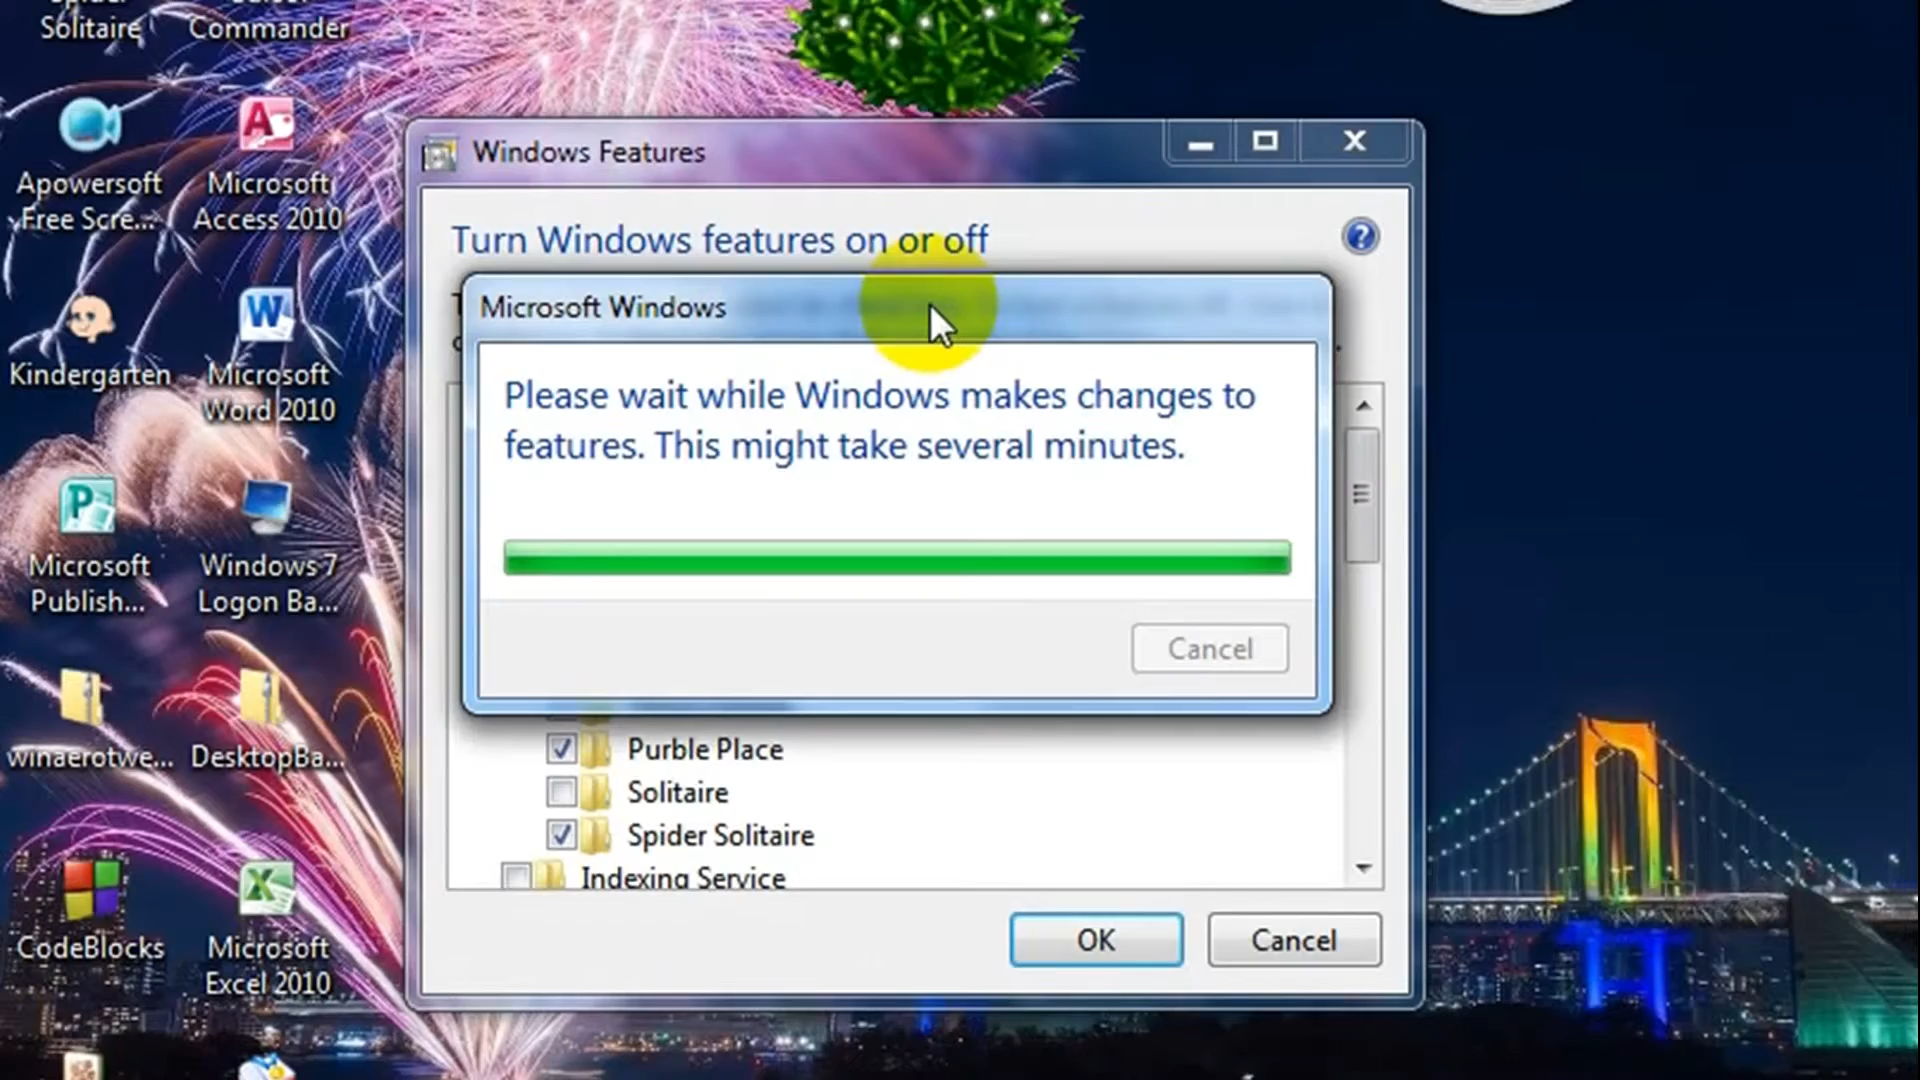 Solitaire
Commander
Apowersoft
Free Scre...
Microsoft
Access 2010
Kindergarten
Microsoft
Word 2010
Microsoft
Publish...
Windows 7
Logon Ba...
winaerotwe...
DesktopBa...
CodeBlocks
Microsoft
Excel 2010
Windows Features
Turn Windows features on or off
Microsoft Windows
Please wait while Windows makes changes to
features. This might take several minutes.
Cancel
Purble Place
Solitaire
Spider Solitaire
Indexing Service
OK
Cancel